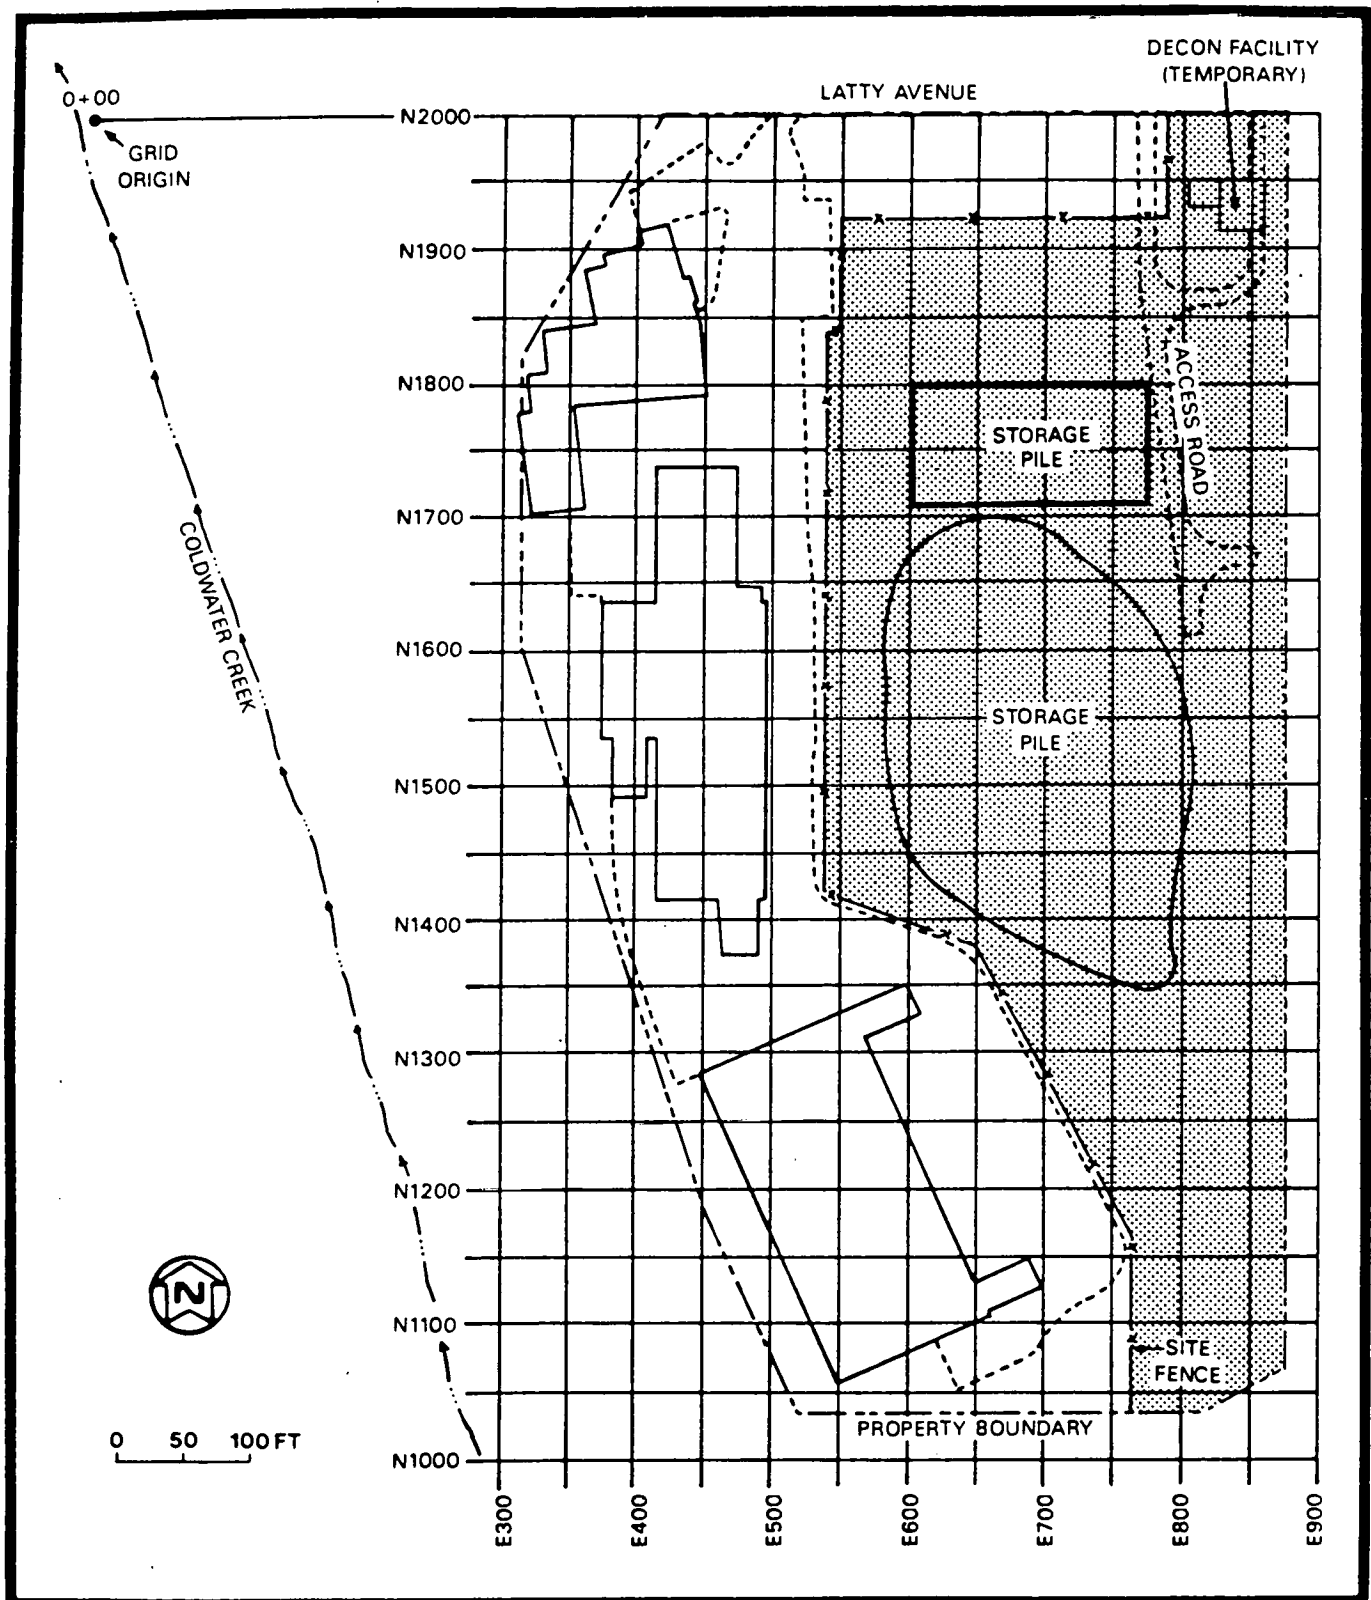 DECON FACILITY
(TEMPORARY)
LATTY AVENUE
0+00
GRID
ORIGIN
N2000
N1900
N1800
N1700
N1600
N1500
N1400
N1300
N1200
N1100
N1000
ACCESS ROAD
STORAGE
PILE
STORAGE
PILE
COLDWATER CREEK
N
SITE
FENCE
PROPERTY BOUNDARY
0 50 100 FT
E300
E400
E500
E600
E700
E800
E900